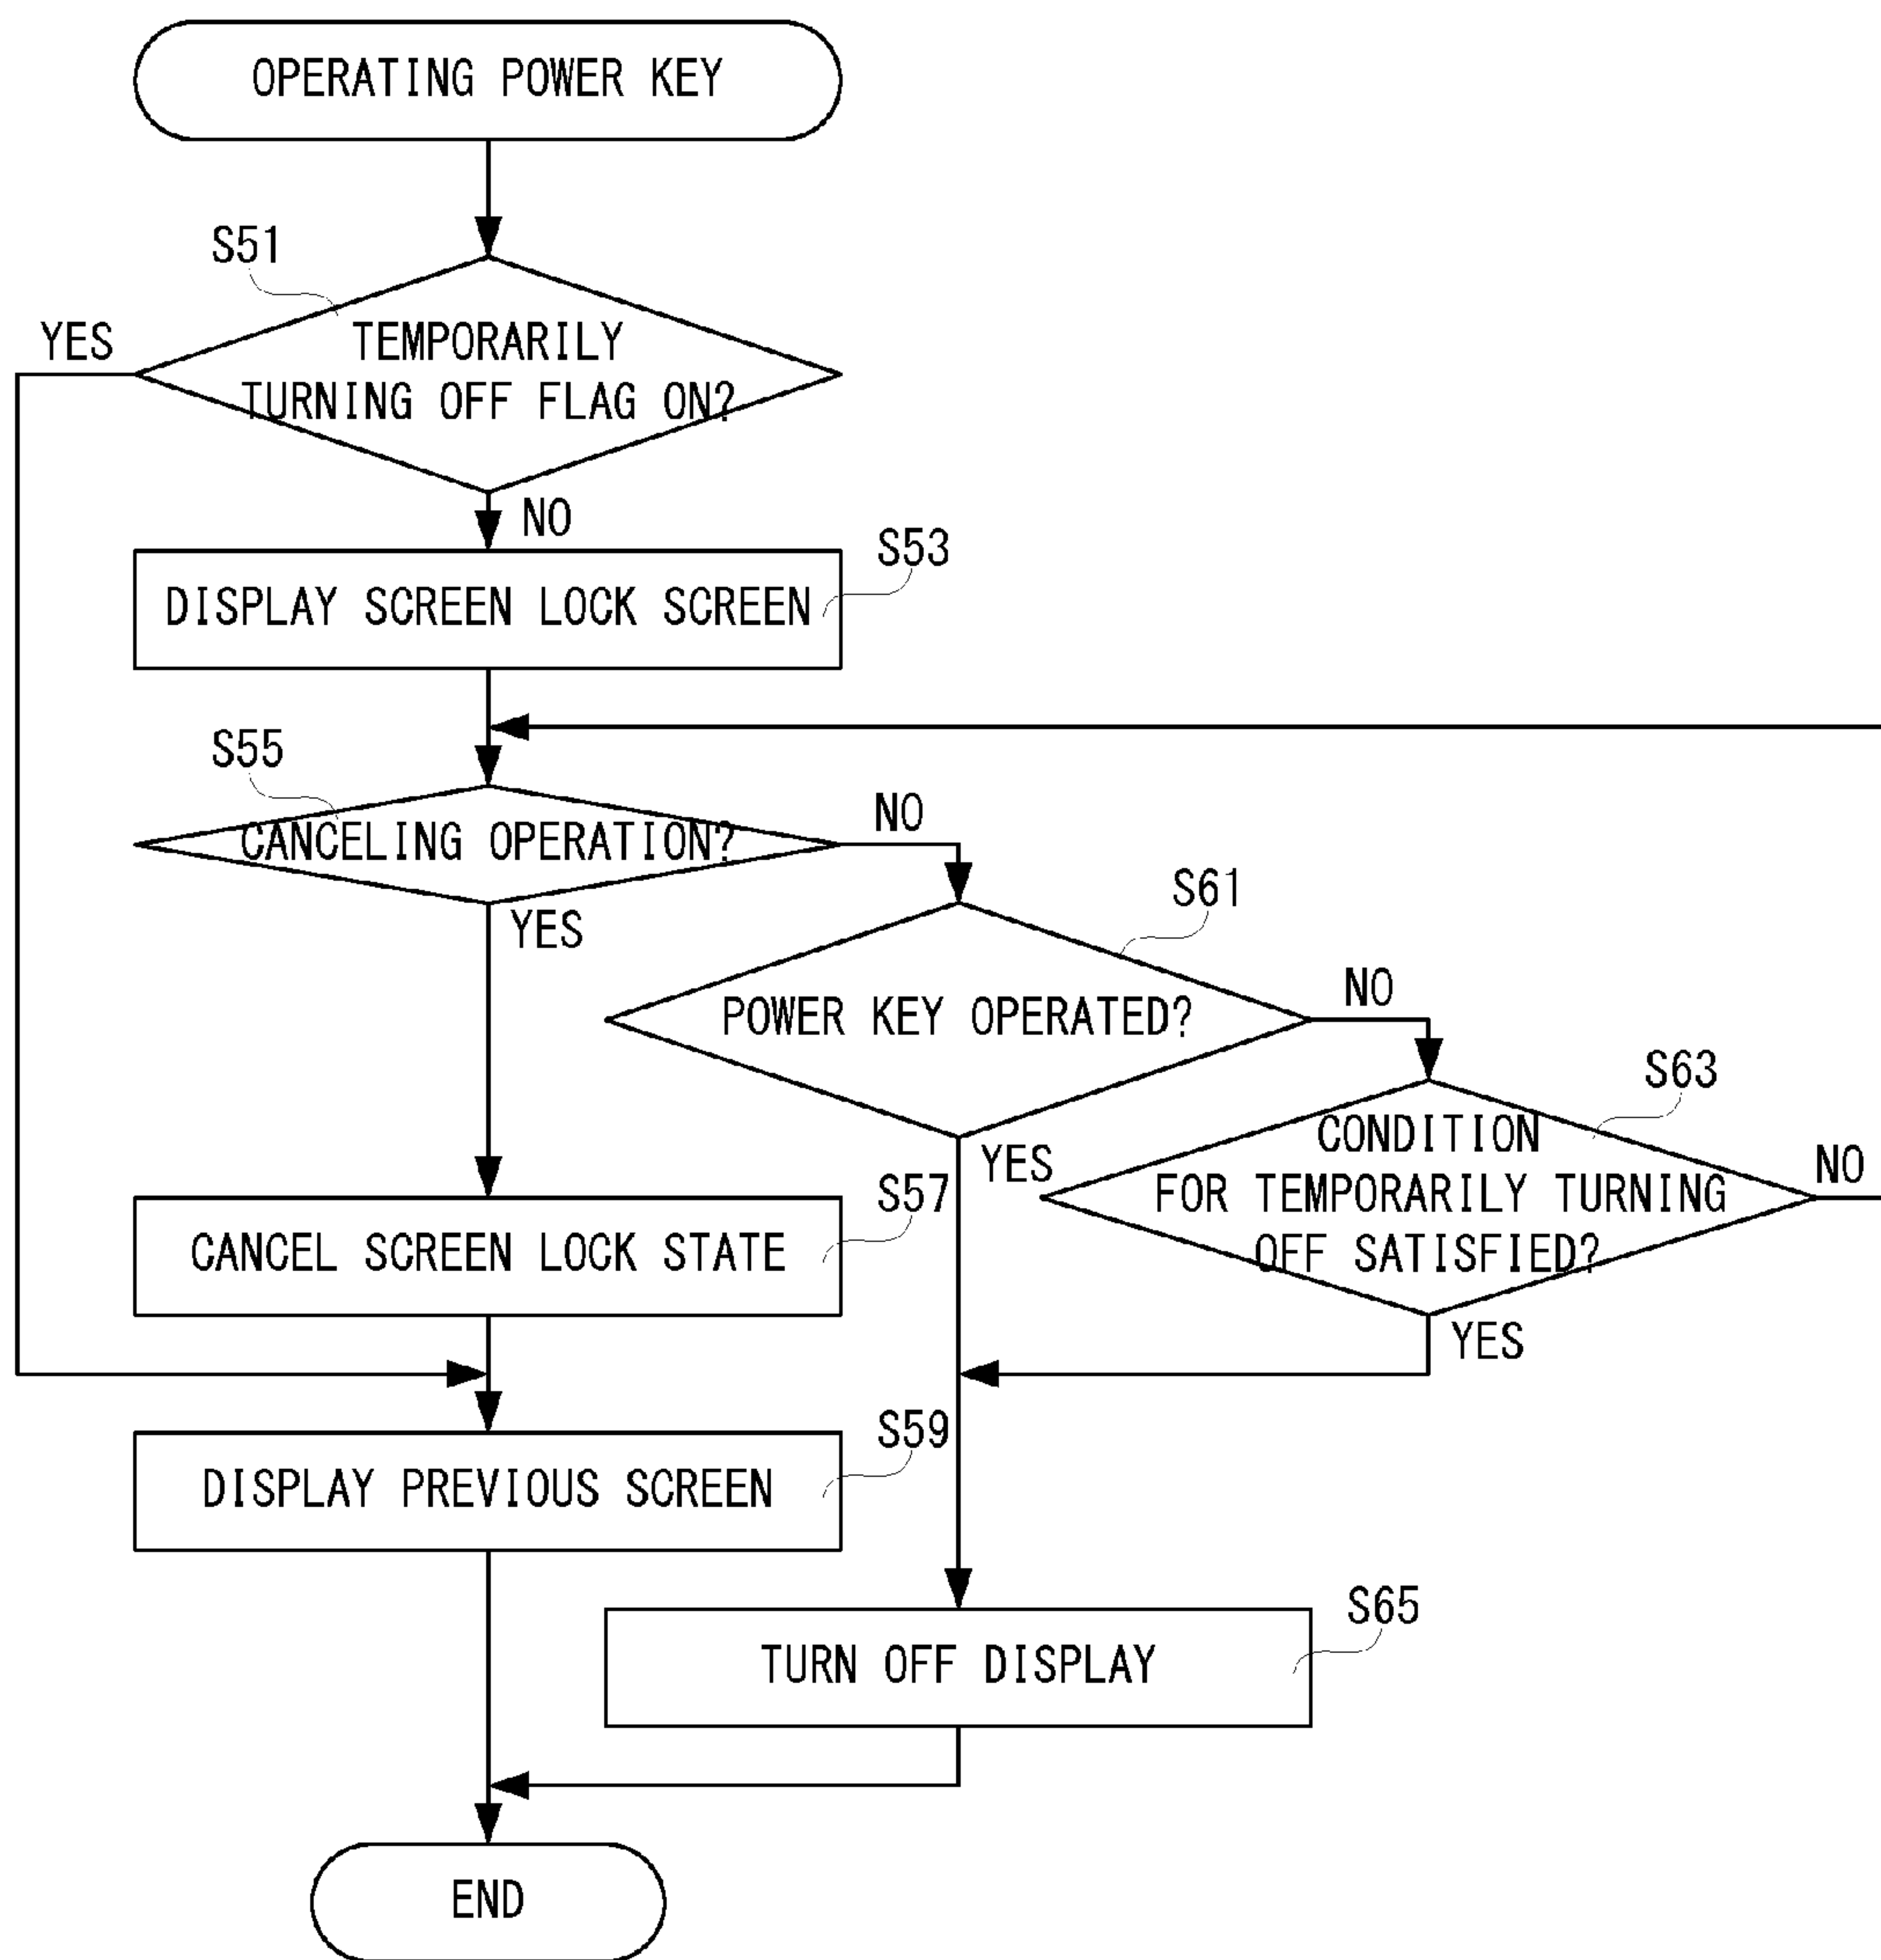 OPERATING POWER KEY
S51
YES
TEMPORARILY
TURNING OFF FLAG ON?
NO
S53
DISPLAY SCREEN LOCK SCREEN
S55
CANCELING OPERATION?
NO
YES
S61
POWER KEY OPERATED?
NO
YES
S63
CONDITION
FOR TEMPORARILY TURNING
OFF SATISFIED?
NO
YES
S57
CANCEL SCREEN LOCK STATE
S59
DISPLAY PREVIOUS SCREEN
S65
TURN OFF DISPLAY
END